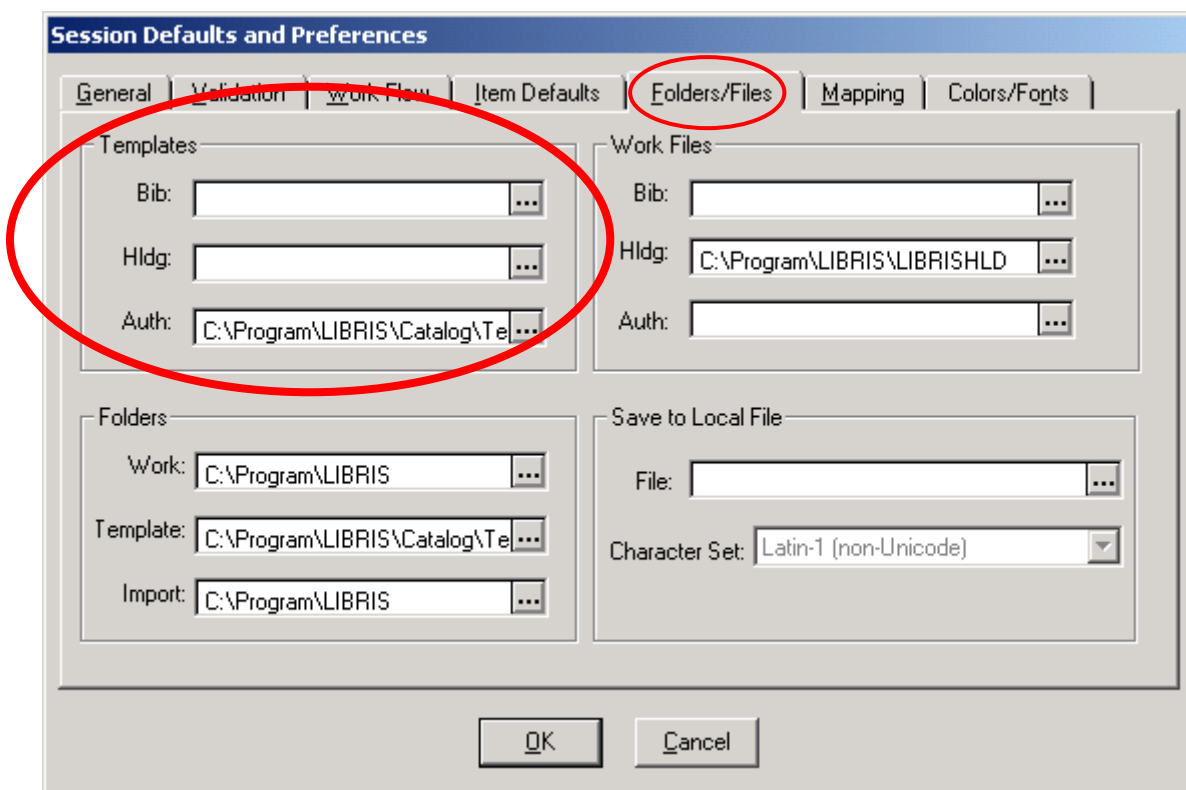 Session Defaults and Preferences
General Validation Work Flow Item Defaults Folders/Files Mapping Colors/Fonts
Templates
Bib: ...
Hldg: ...
Auth: C:\Program\LIBRIS\Catalog\Te ...
Work Files
Bib: ...
Hldg: C:\Program\LIBRIS\LIBRISHLD ...
Auth: ...
Folders
Work: C:\Program\LIBRIS ...
Template: C:\Program\LIBRIS\Catalog\Te ...
Import: C:\Program\LIBRIS ...
Save to Local File
File: ...
Character Set: Latin-1 (non-Unicode)
OK Cancel